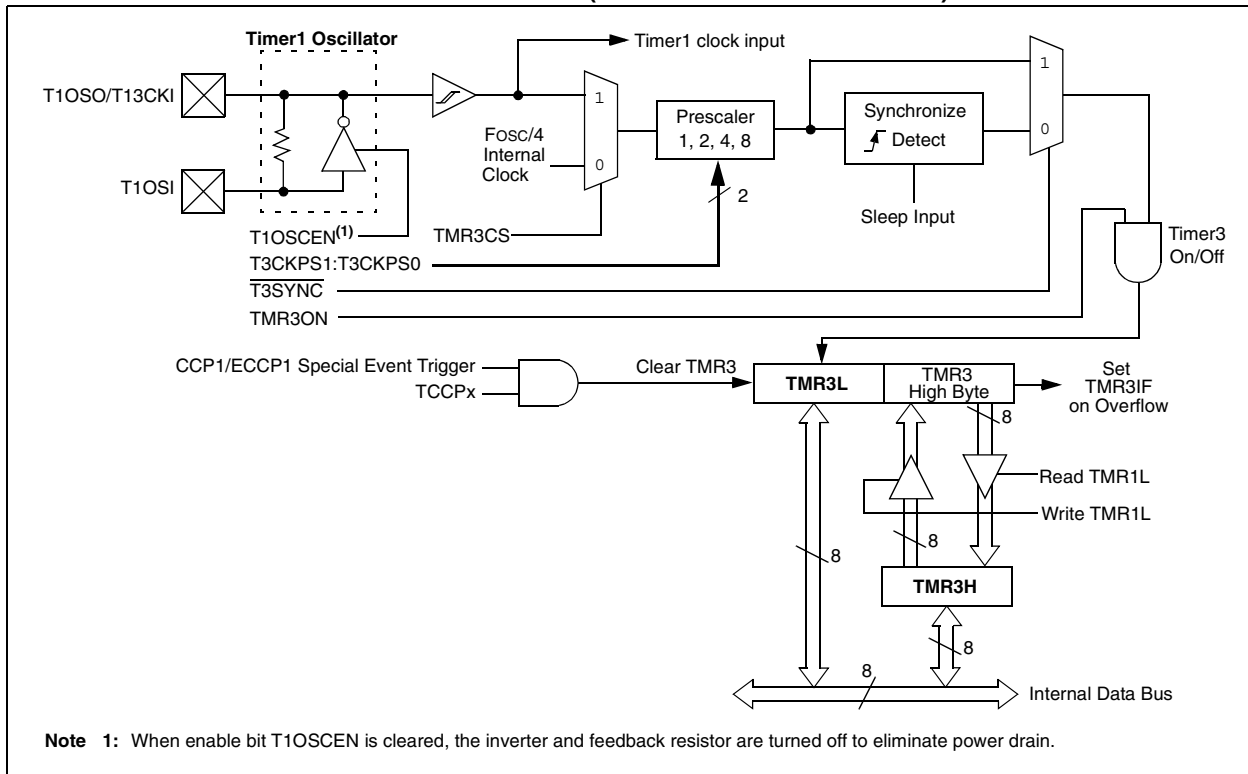 Timer1 Oscillator
Timer1 clock input
T1OSO/T13CKI
1
1
Prescaler
1, 2, 4, 8
Synchronize
Detect
FOSC/4
Internal
Clock
0
0
T1OSI
2
Sleep Input
T1OSCEN(1)
TMR3CS
Timer3
On/Off
T3CKPS1:T3CKPS0
T3SYNC
TMR3ON
CCP1/ECCP1 Special Event Trigger
TCCPx
Clear TMR3
TMR3L
TMR3
High Byte
Set
TMR3IF
on Overflow
8
Read TMR1L
Write TMR1L
8
8
TMR3H
8
8
Internal Data Bus
Note 1: When enable bit T1OSCEN is cleared, the inverter and feedback resistor are turned off to eliminate power drain.